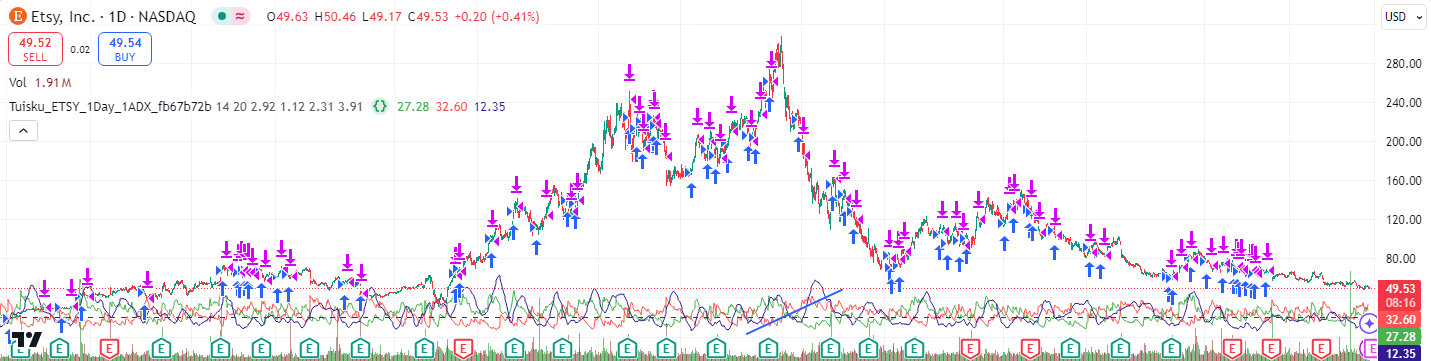 E Etsy, Inc. · 1D · NASDAQ ≈ O49.63 H50.46 L49.17 C49.53 +0.20 (+0.41%)
USD
49.52 0.02 49.54
SELL BUY
Vol 1.91M
Tuisku_ETSY_1Day_1ADX_fb67b72b 14 20 2.92 1.12 2.31 3.91 {} 27.28 32.60 12.35
280.00
240.00
200.00
160.00
120.00
80.00
49.53
08:16
32.60
27.28
12.35
TV
E E E E E E E E E E E E E E E E E E E E E E E E E